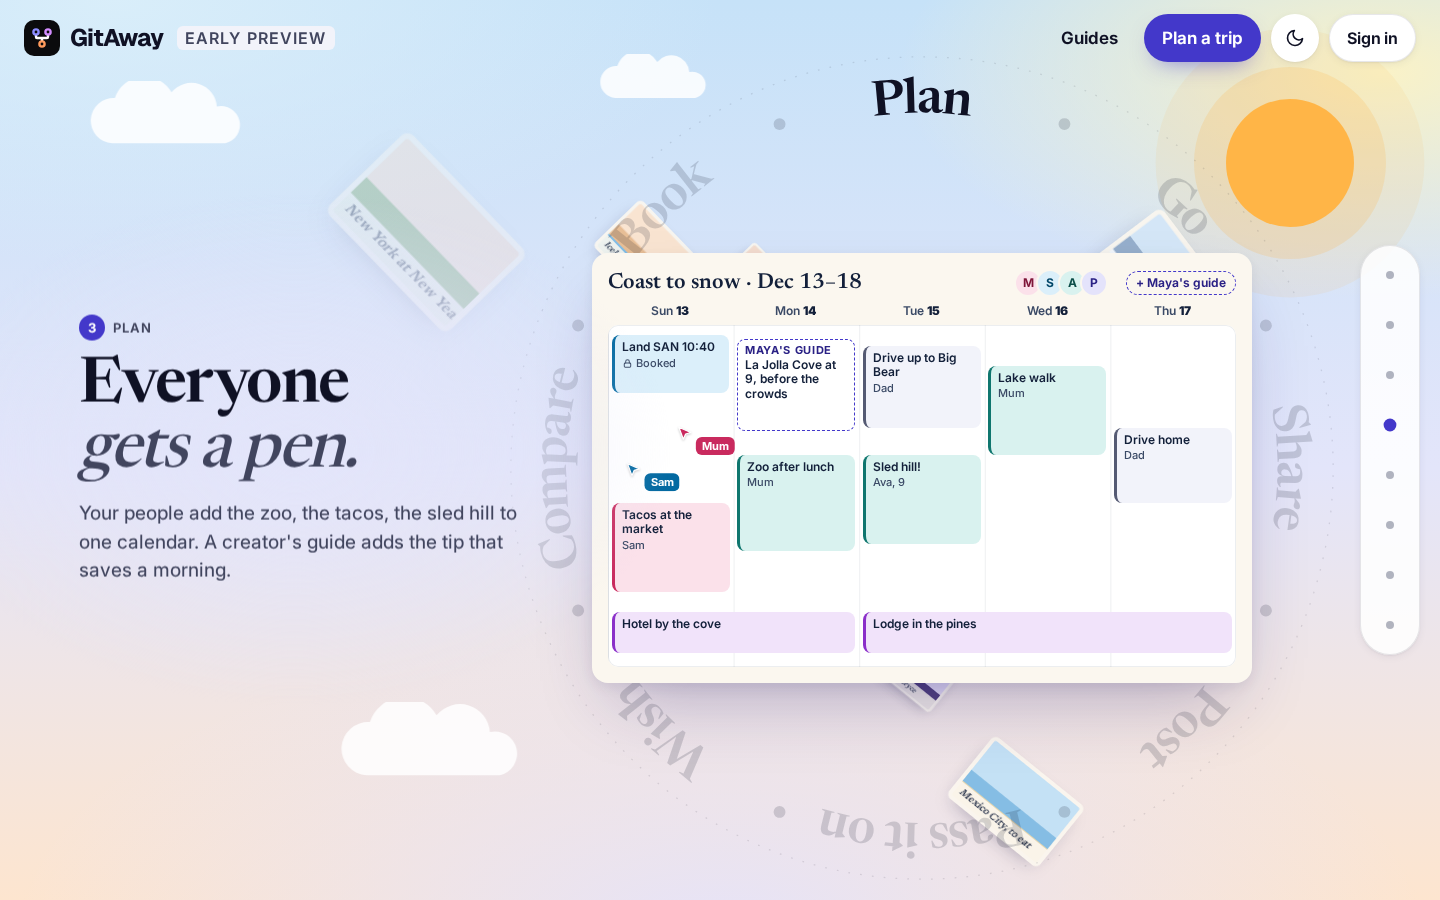 GitAway
EARLY PREVIEW
Guides
Plan a trip
Sign in
Plan
Book
Go
Compare
Share
Wish
Post
Pass it on
New York at New Yea
3 PLAN
Everyone
gets a pen.
Your people add the zoo, the tacos, the sled hill to
one calendar. A creator's guide adds the tip that
saves a morning.
Coast to snow · Dec 13–18
M S A P
+ Maya's guide
Sun 13
Mon 14
Tue 15
Wed 16
Thu 17
Land SAN 10:40
Booked
Mum
Sam
Tacos at the
market
Sam
MAYA'S GUIDE
La Jolla Cove at
9, before the
crowds
Zoo after lunch
Mum
Drive up to Big
Bear
Dad
Sled hill!
Ava, 9
Lake walk
Mum
Drive home
Dad
Hotel by the cove
Lodge in the pines
Mexico City, to eat